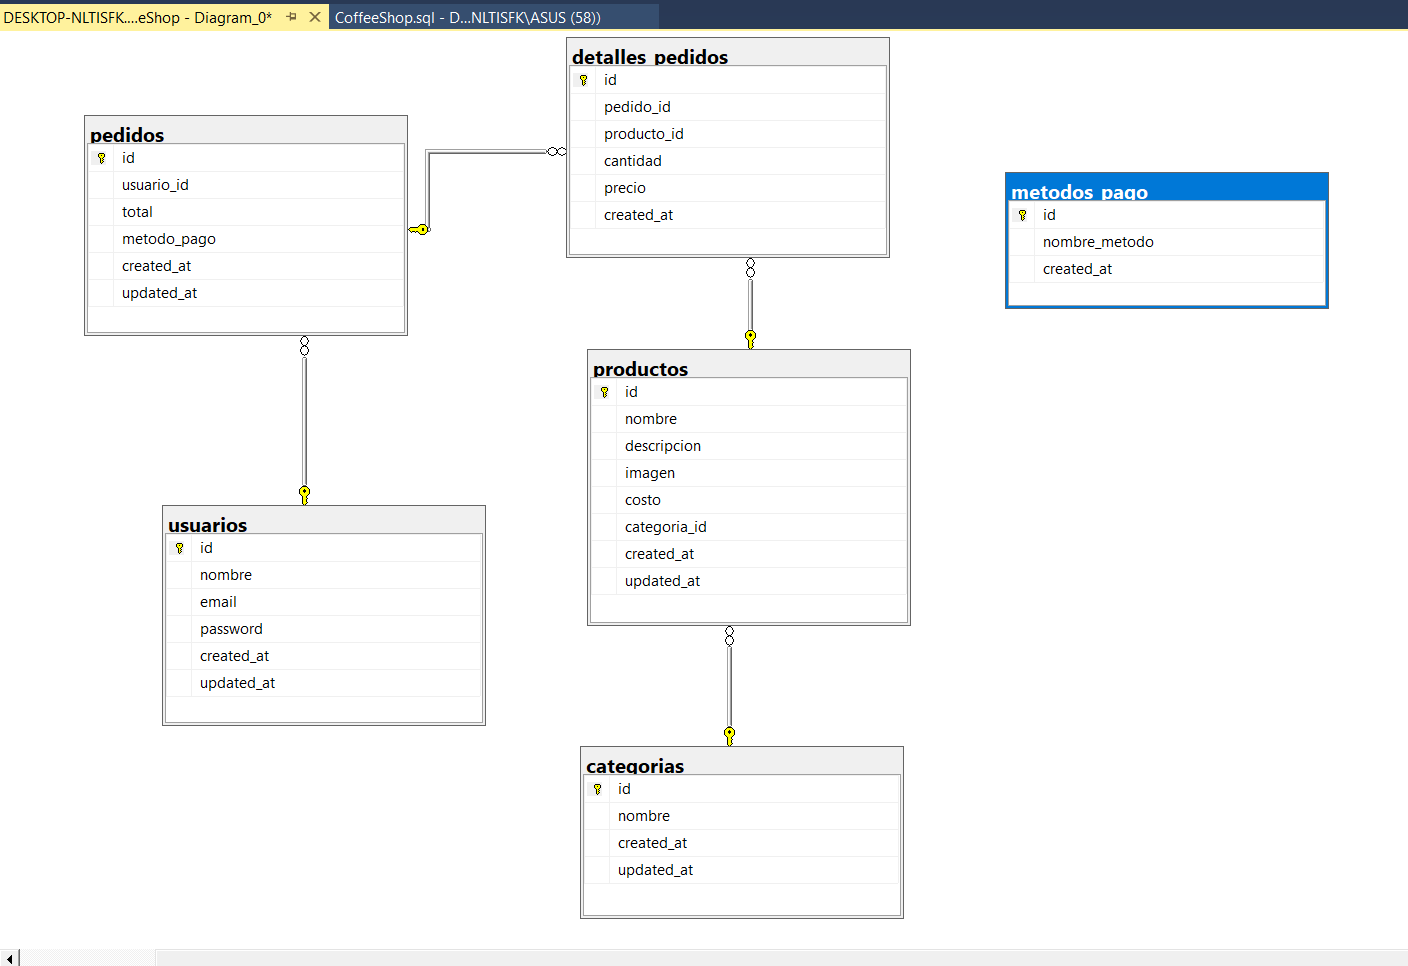 DESKTOP-NLTISFK....eShop - Diagram_0*
CoffeeShop.sql - D...NLTISFK\ASUS (58))
detalles_pedidos
id
pedido_id
producto_id
cantidad
precio
created_at
pedidos
id
usuario_id
total
metodo_pago
created_at
updated_at
metodos_pago
id
nombre_metodo
created_at
productos
id
nombre
descripcion
imagen
costo
categoria_id
created_at
updated_at
usuarios
id
nombre
email
password
created_at
updated_at
categorias
id
nombre
created_at
updated_at